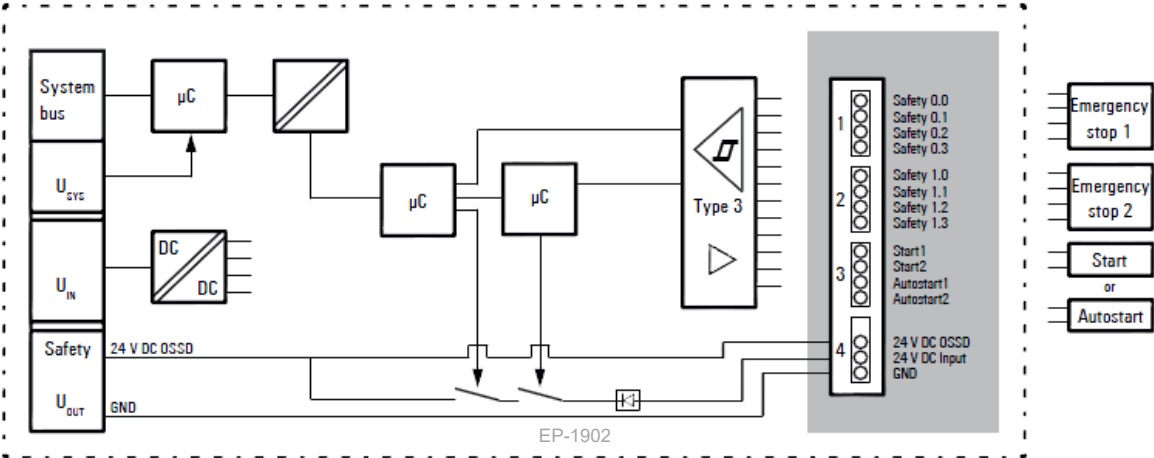 System
bus
µC
U SYS
µC
µC
Type 3
DC
DC
U IN
Safety
24 V DC OSSD
U OUT
GND
EP-1902
1
Safety 0.0
Safety 0.1
Safety 0.2
Safety 0.3
2
Safety 1.0
Safety 1.1
Safety 1.2
Safety 1.3
3
Start1
Start2
Autostart1
Autostart2
4
24 V DC OSSD
24 V DC Input
GND
Emergency
stop 1
Emergency
stop 2
Start
or
Autostart